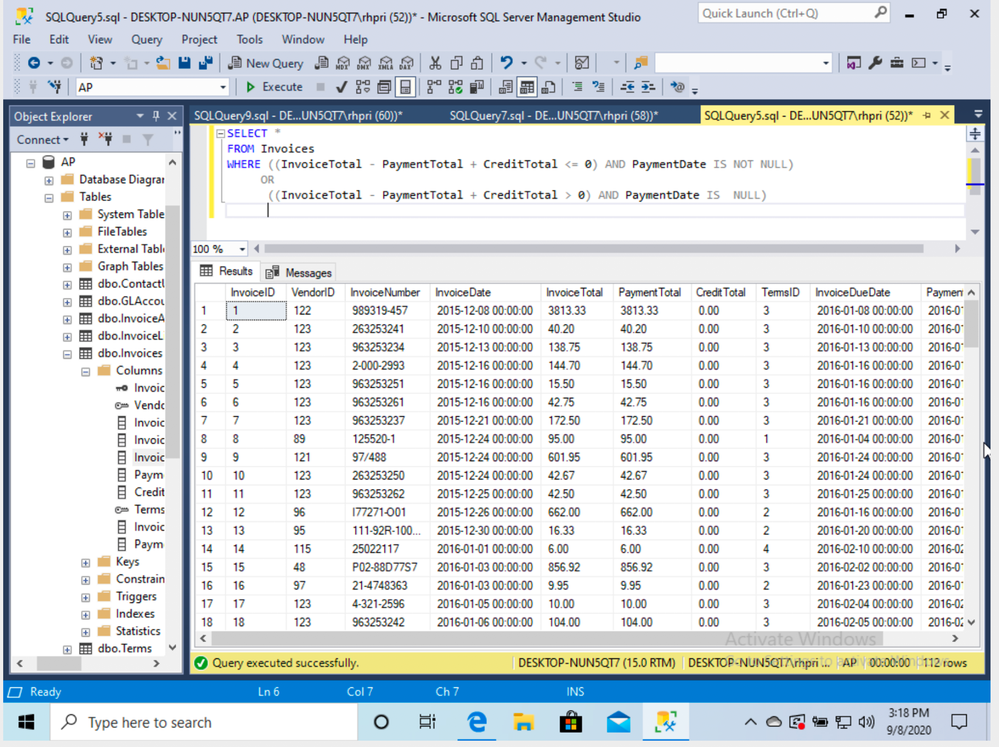 SQLQuery5.sql - DESKTOP-NUN5QT7.AP (DESKTOP-NUN5QT7\rhpri (52))* - Microsoft SQL Server Management Studio
Quick Launch (Ctrl+Q)
File Edit View Query Project Tools Window Help
New Query MDX DMX XMLA DAX
AP Execute
Object Explorer
SQLQuery9.sql - DE...UN5QT7\rhpri (60))* SQLQuery7.sql - DE...UN5QT7\rhpri (58))* SQLQuery5.sql - DE...UN5QT7\rhpri (52))*
Connect
AP
Database Diagrar
Tables
System Table
FileTables
External Tabl
Graph Tables
dbo.Contact
dbo.GLAccou
dbo.InvoiceA
dbo.InvoiceL
dbo.Invoices
Columns
Invoic
Vendo
Invoic
Invoic
Invoic
Paym
Credit
Terms
Invoic
Paym
Keys
Constrain
Triggers
Indexes
Statistics
dbo.Terms
SELECT *
FROM Invoices
WHERE ((InvoiceTotal - PaymentTotal + CreditTotal <= 0) AND PaymentDate IS NOT NULL)
OR
((InvoiceTotal - PaymentTotal + CreditTotal > 0) AND PaymentDate IS NULL)
100 %
Results Messages
InvoiceID VendorID InvoiceNumber InvoiceDate InvoiceTotal PaymentTotal CreditTotal TermsID InvoiceDueDate Paymen
1 1 122 989319-457 2015-12-08 00:00:00 3813.33 3813.33 0.00 3 2016-01-08 00:00:00 2016-0
2 2 123 263253241 2015-12-10 00:00:00 40.20 40.20 0.00 3 2016-01-10 00:00:00 2016-0
3 3 123 963253234 2015-12-13 00:00:00 138.75 138.75 0.00 3 2016-01-13 00:00:00 2016-0
4 4 123 2-000-2993 2015-12-16 00:00:00 144.70 144.70 0.00 3 2016-01-16 00:00:00 2016-0
5 5 123 963253251 2015-12-16 00:00:00 15.50 15.50 0.00 3 2016-01-16 00:00:00 2016-0
6 6 123 963253261 2015-12-16 00:00:00 42.75 42.75 0.00 3 2016-01-16 00:00:00 2016-0
7 7 123 963253237 2015-12-21 00:00:00 172.50 172.50 0.00 3 2016-01-21 00:00:00 2016-0
8 8 89 125520-1 2015-12-24 00:00:00 95.00 95.00 0.00 1 2016-01-04 00:00:00 2016-0
9 9 121 97/488 2015-12-24 00:00:00 601.95 601.95 0.00 3 2016-01-24 00:00:00 2016-0
10 10 123 263253250 2015-12-24 00:00:00 42.67 42.67 0.00 3 2016-01-24 00:00:00 2016-0
11 11 123 963253262 2015-12-25 00:00:00 42.50 42.50 0.00 3 2016-01-25 00:00:00 2016-0
12 12 96 I77271-O01 2015-12-26 00:00:00 662.00 662.00 0.00 2 2016-01-16 00:00:00 2016-0
13 13 95 111-92R-100... 2015-12-30 00:00:00 16.33 16.33 0.00 2 2016-01-20 00:00:00 2016-0
14 14 115 25022117 2016-01-01 00:00:00 6.00 6.00 0.00 4 2016-02-10 00:00:00 2016-02
15 15 48 P02-88D77S7 2016-01-03 00:00:00 856.92 856.92 0.00 3 2016-02-02 00:00:00 2016-0
16 16 97 21-4748363 2016-01-03 00:00:00 9.95 9.95 0.00 2 2016-01-23 00:00:00 2016-0
17 17 123 4-321-2596 2016-01-05 00:00:00 10.00 10.00 0.00 3 2016-02-04 00:00:00 2016-02
18 18 123 963253242 2016-01-06 00:00:00 104.00 104.00 0.00 3 2016-02-05 00:00:00 2016-02
Activate Windows
Go to Settings to activate Windows.
Query executed successfully. DESKTOP-NUN5QT7 (15.0 RTM) DESKTOP-NUN5QT7\rhpri ... AP 00:00:00 112 rows
Ready Ln 6 Col 7 Ch 7 INS
Type here to search
3:18 PM
9/8/2020